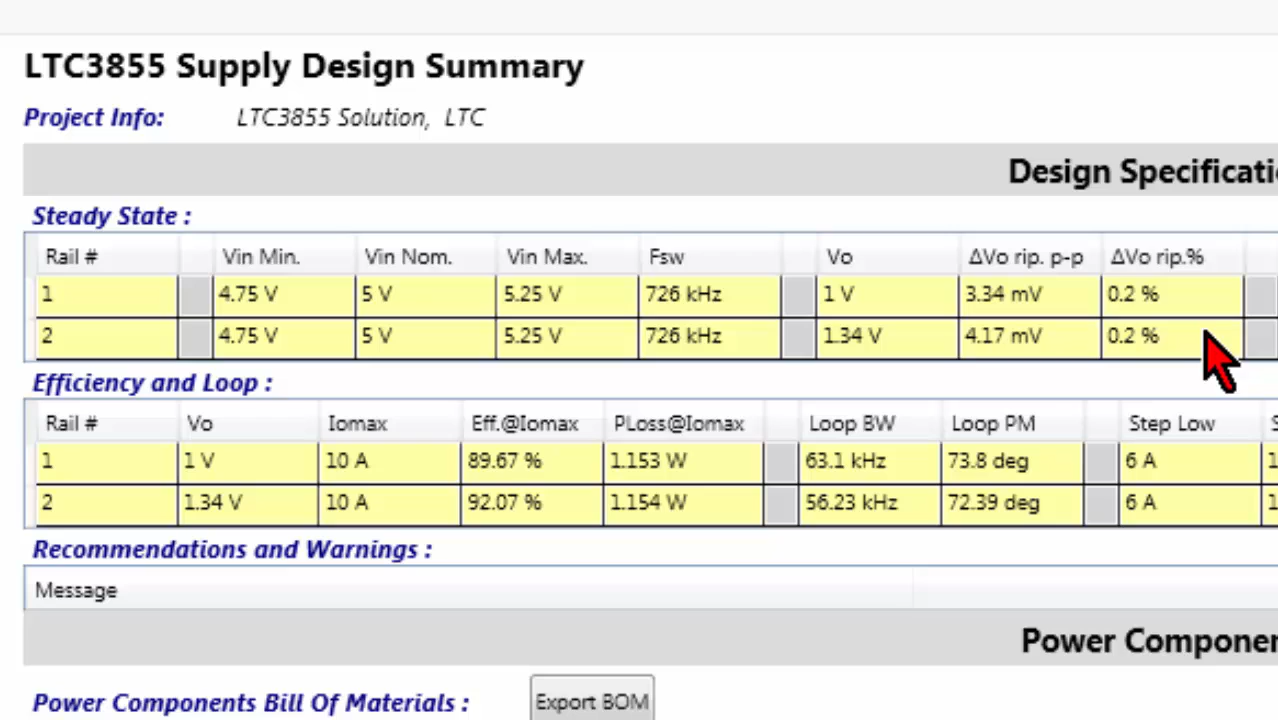 LTC3855 Supply Design Summary
Project Info: LTC3855 Solution, LTC
Design Specificati
Steady State :
Rail # Vin Min. Vin Nom. Vin Max. Fsw Vo ΔVo rip. p-p ΔVo rip.%
1 4.75 V 5 V 5.25 V 726 kHz 1 V 3.34 mV 0.2 %
2 4.75 V 5 V 5.25 V 726 kHz 1.34 V 4.17 mV 0.2 %
Efficiency and Loop :
Rail # Vo Iomax Eff.@Iomax PLoss@Iomax Loop BW Loop PM Step Low S
1 1 V 10 A 89.67 % 1.153 W 63.1 kHz 73.8 deg 6 A 1
2 1.34 V 10 A 92.07 % 1.154 W 56.23 kHz 72.39 deg 6 A 1
Recommendations and Warnings :
Message
Power Componen
Power Components Bill Of Materials : Export BOM